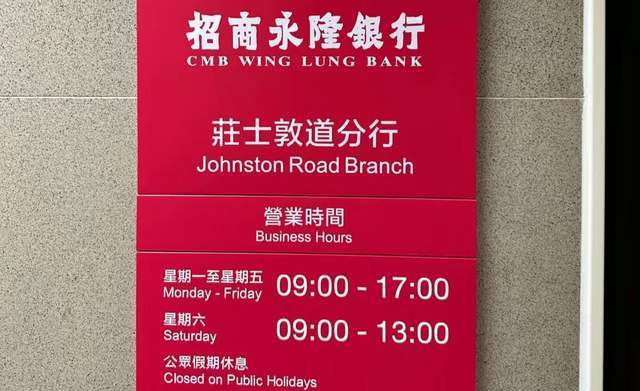 招商永隆銀行
CMB WING LUNG BANK
莊士敦道分行
Johnston Road Branch
營業時間
Business Hours
星期一至星期五
Monday - Friday 09:00 - 17:00
星期六
Saturday 09:00 - 13:00
公眾假期休息
Closed on Public Holidays